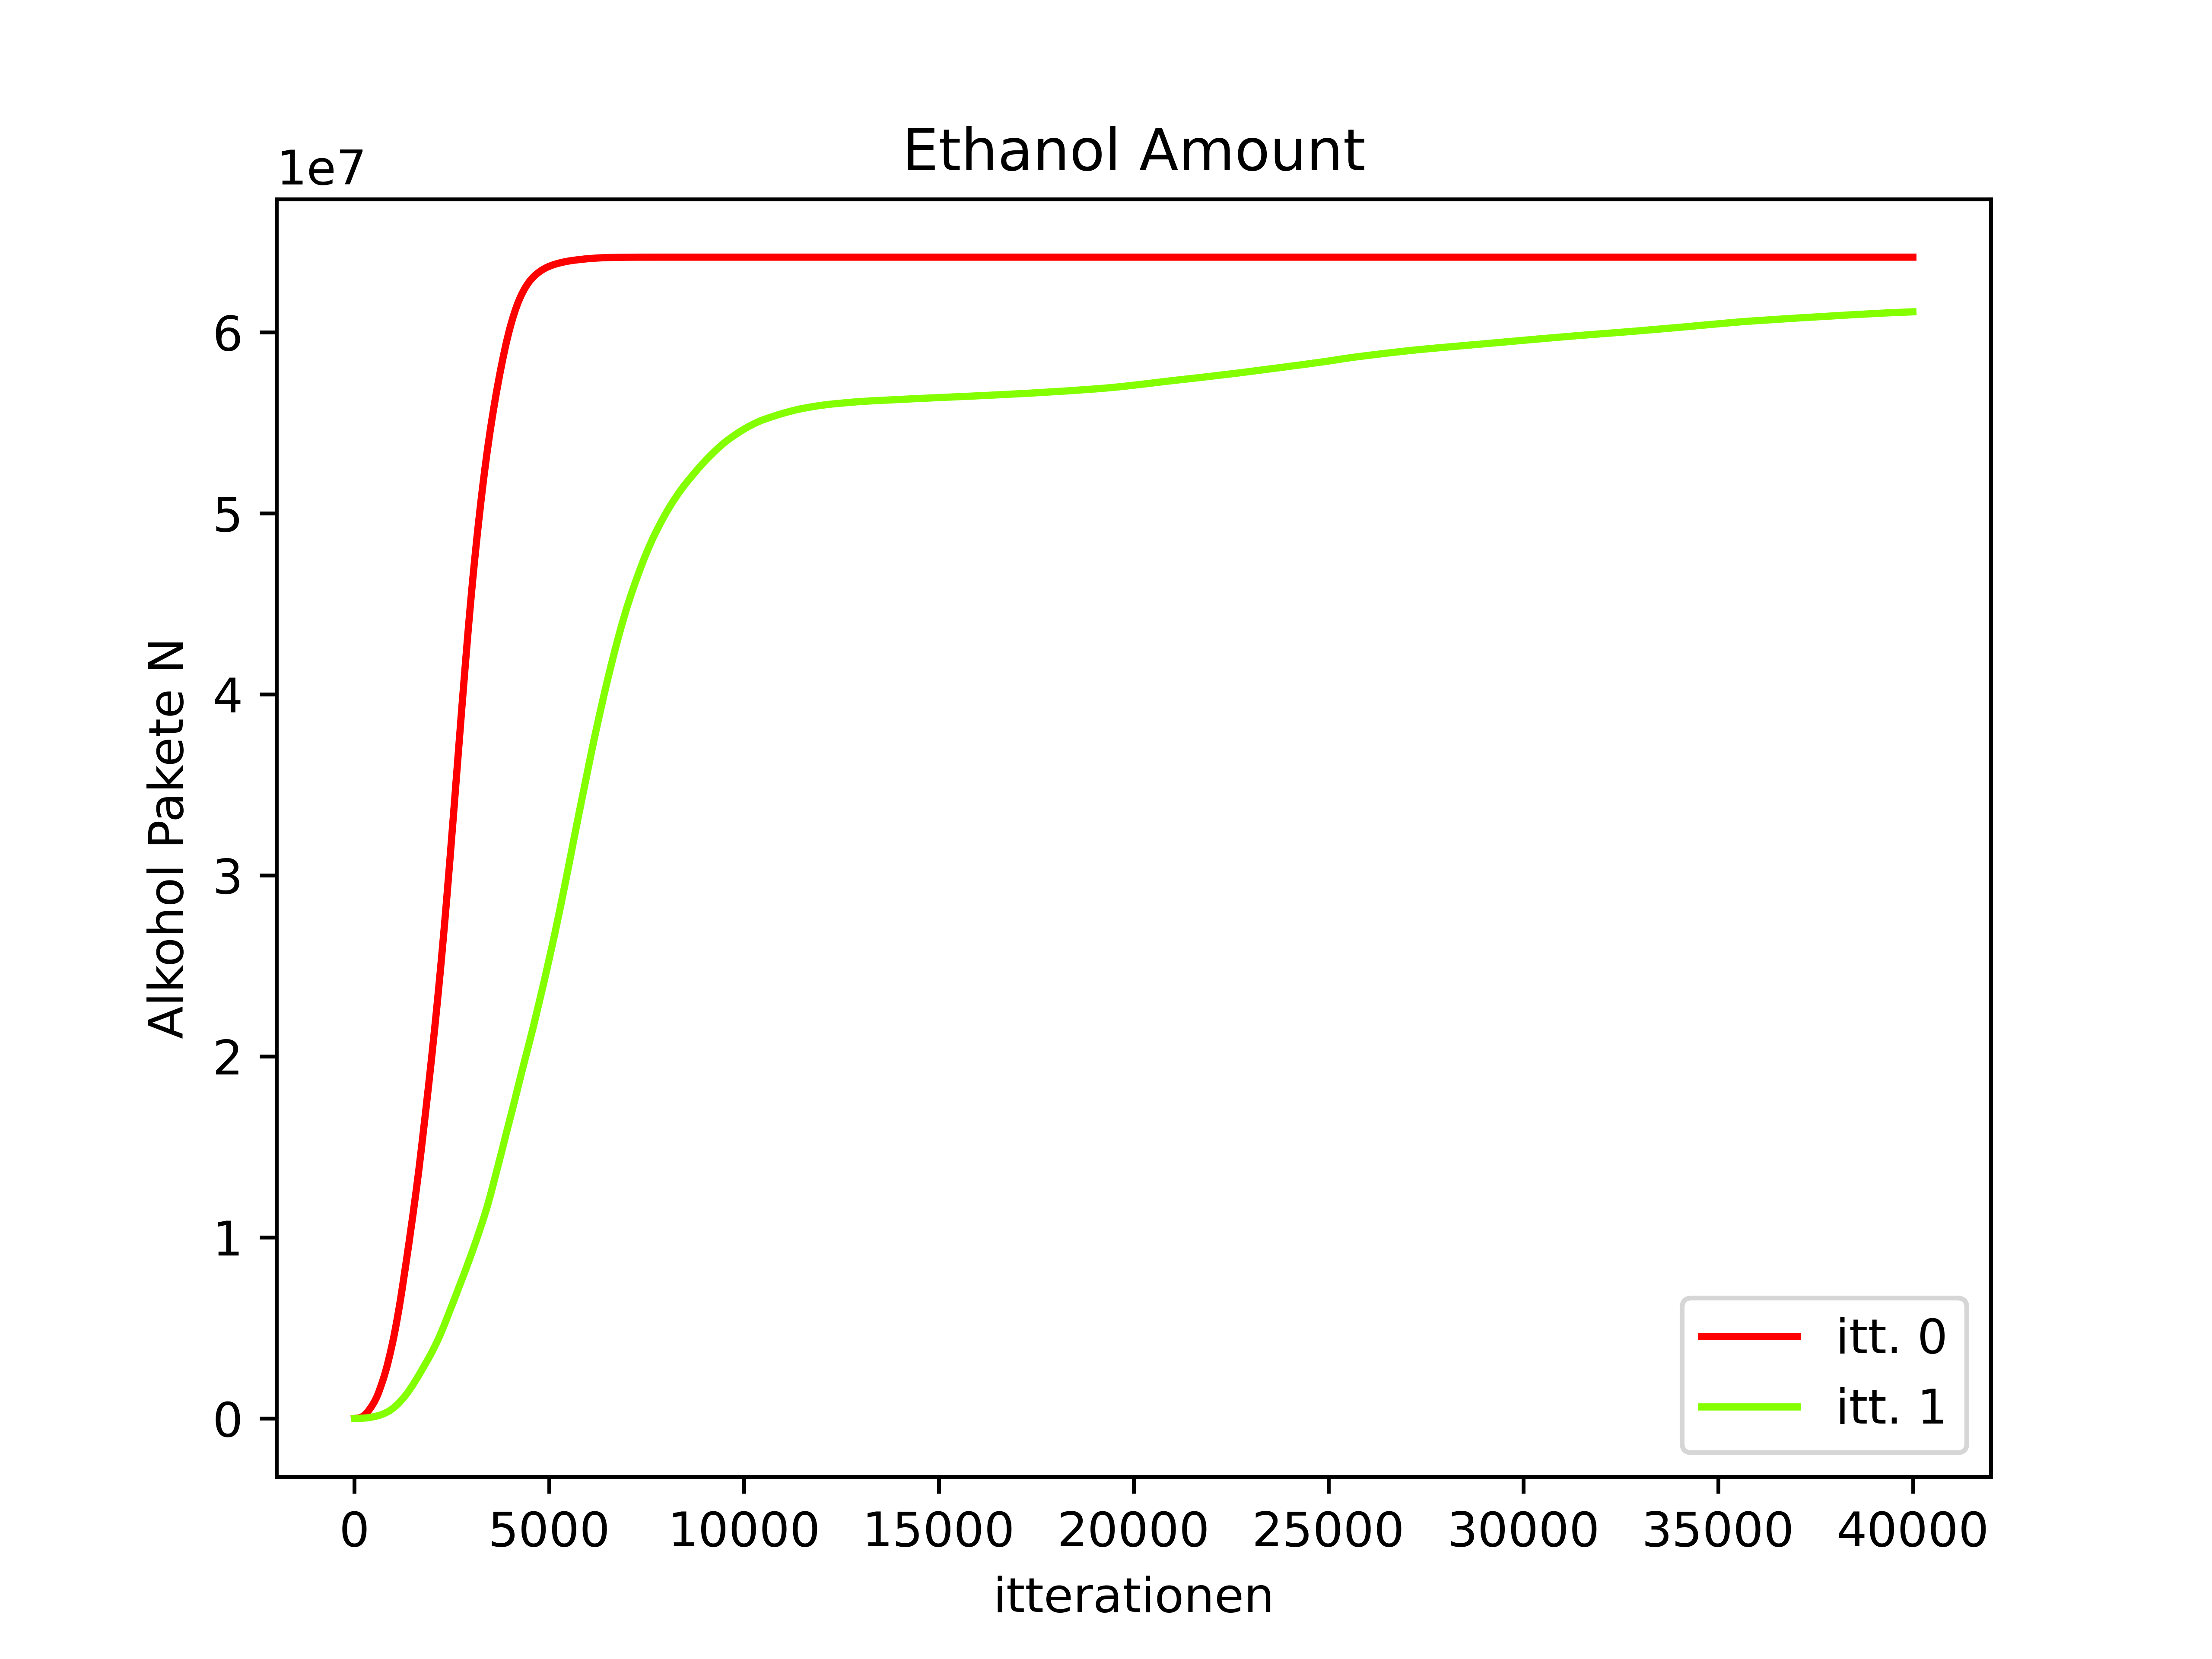 Ethanol Amount
1e7
6
5
4
3
2
1
0
Alkohol Pakete N
0 5000 10000 15000 20000 25000 30000 35000 40000
itterationen
itt. 0
itt. 1